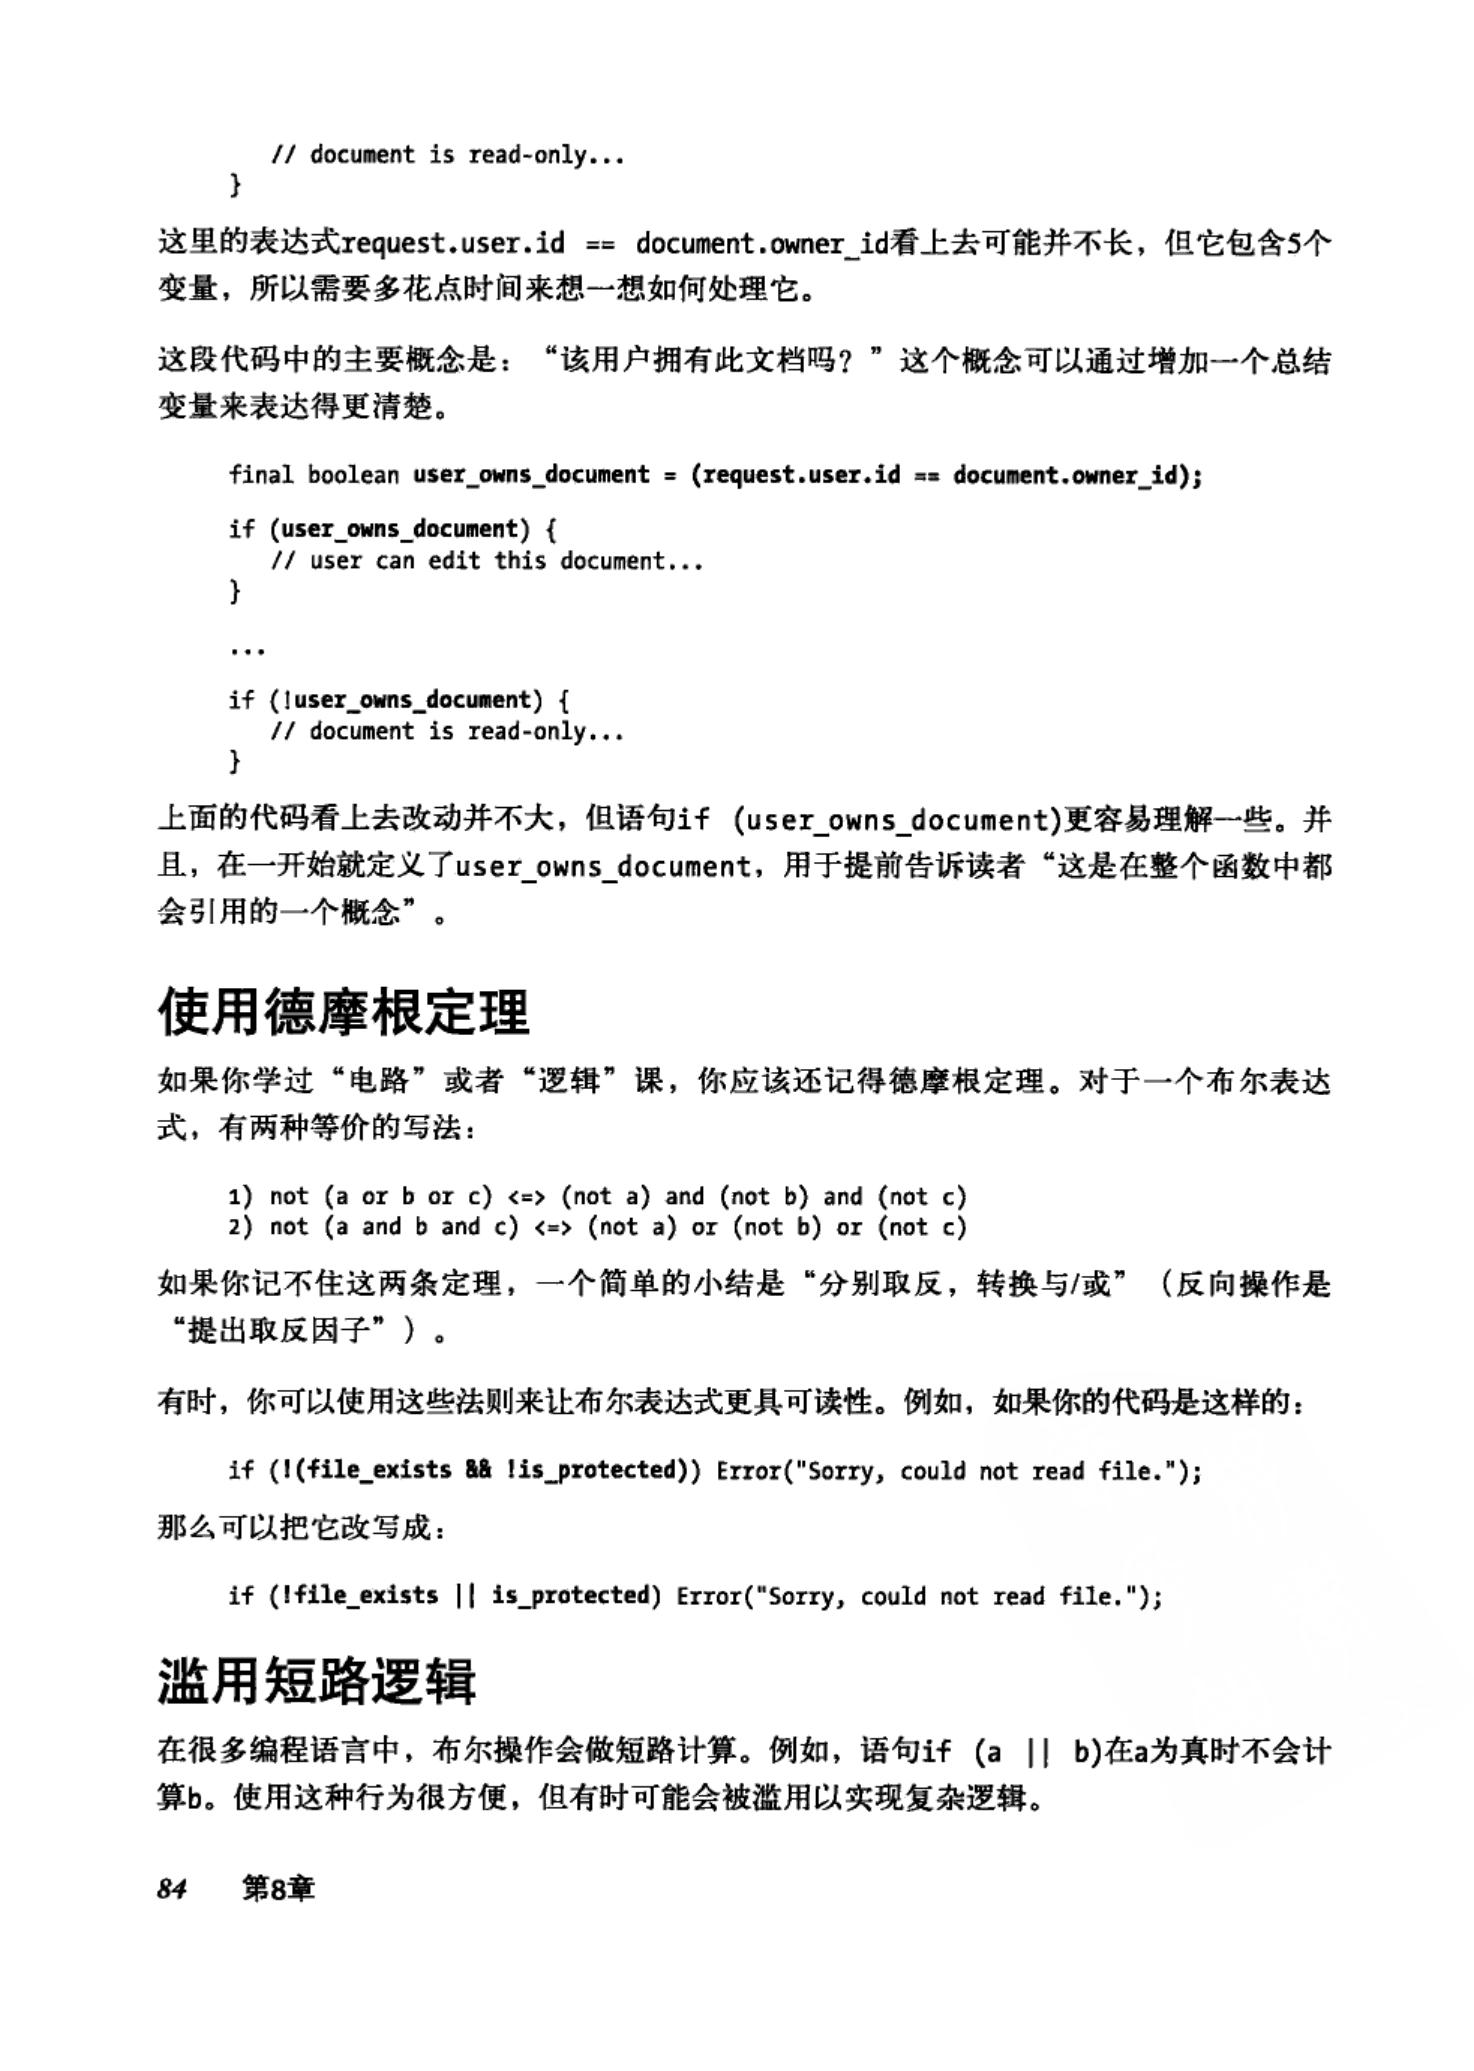 // document is read-only...
}
这里的表达式request.user.id == document.owner_id看上去可能并不长，但它包含5个
变量，所以需要多花点时间来想一想如何处理它。
这段代码中的主要概念是：“该用户拥有此文档吗？”这个概念可以通过增加一个总结
变量来表达得更清楚。
final boolean user_owns_document = (request.user.id == document.owner_id);
if (user_owns_document) {
// user can edit this document...
}
...
if (!user_owns_document) {
// document is read-only...
}
上面的代码看上去改动并不大，但语句if (user_owns_document)更容易理解一些。并
且，在一开始就定义了user_owns_document，用于提前告诉读者“这是在整个函数中都
会引用的一个概念”。
使用德摩根定理
如果你学过“电路”或者“逻辑”课，你应该还记得德摩根定理。对于一个布尔表达
式，有两种等价的写法：
1) not (a or b or c) <=> (not a) and (not b) and (not c)
2) not (a and b and c) <=> (not a) or (not b) or (not c)
如果你记不住这两条定理，一个简单的小结是“分别取反，转换与/或”（反向操作是
“提出取反因子”）。
有时，你可以使用这些法则来让布尔表达式更具可读性。例如，如果你的代码是这样的：
if (!(file_exists && !is_protected)) Error("Sorry, could not read file.");
那么可以把它改写成：
if (!file_exists || is_protected) Error("Sorry, could not read file.");
滥用短路逻辑
在很多编程语言中，布尔操作会做短路计算。例如，语句if (a || b)在a为真时不会计
算b。使用这种行为很方便，但有时可能会被滥用以实现复杂逻辑。
84 第8章